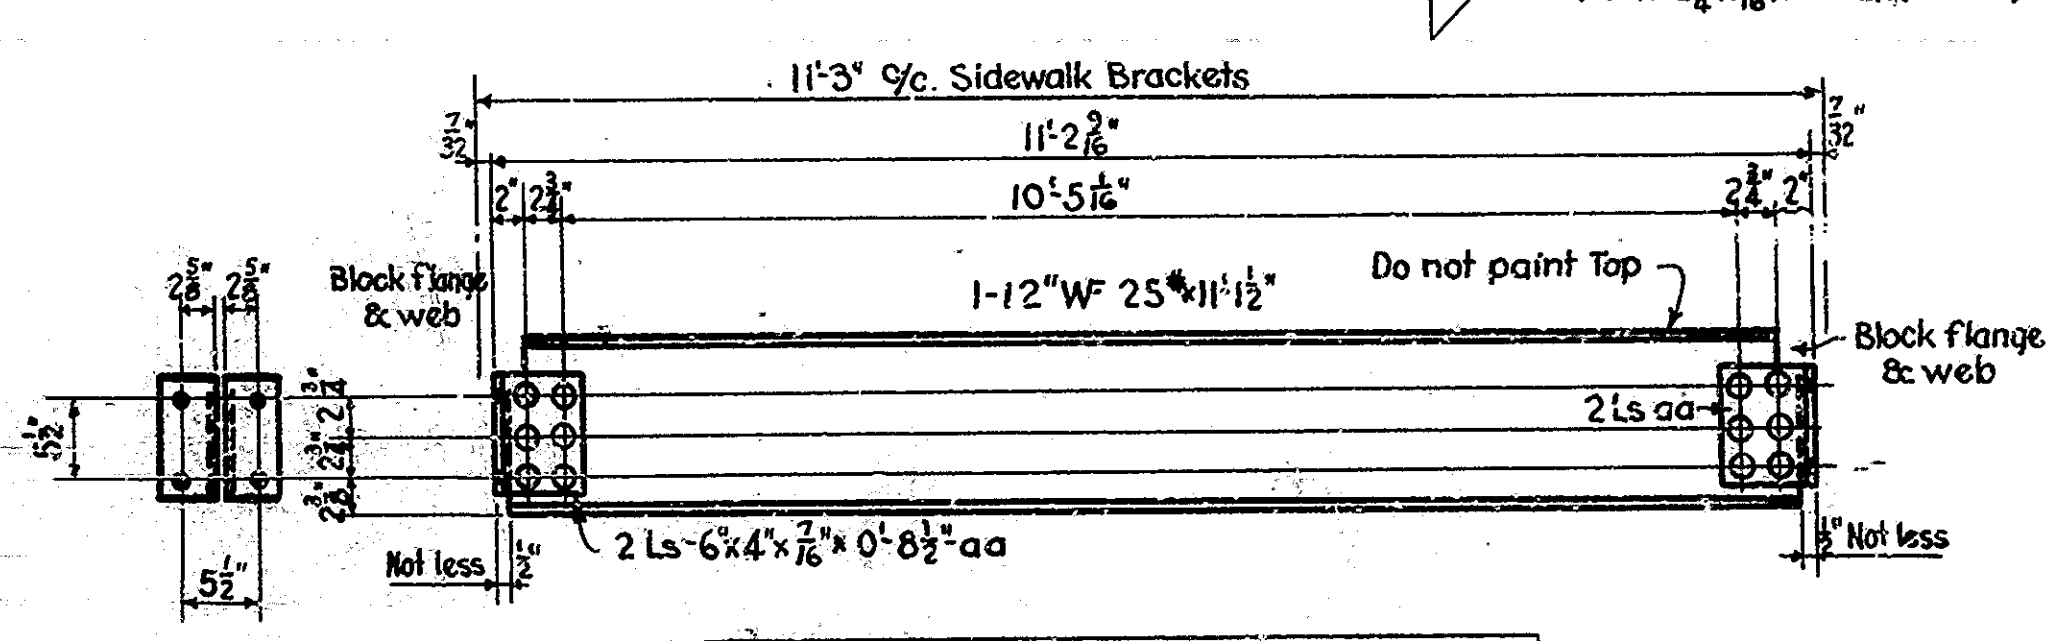 11'-3" c/c. Sidewalk Brackets
7/32"
11'-2 9/16"
7/32"
2" 2 3/4"
10'-5 1/16"
2 3/4" 2"
2 5/8" 2 5/8"
Block flange
& web
1-12" W= 25#x11'1 1/2"
Do not paint Top
Block flange
& web
5 1/2"
2 3/4"
2 3/4"
2 Ls aa
2 Ls-6"x4"x 7/16"x 0'-8 1/2"-aa
Not less 1/2"
1/2" Not less
5 1/2"